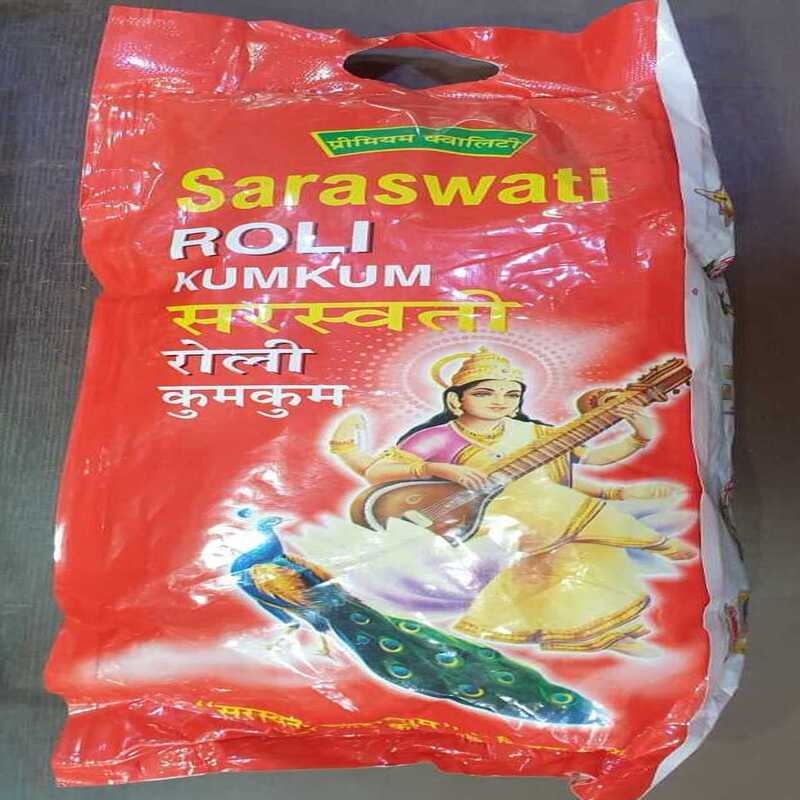 प्रीमियम क्वालिटी
Saraswati
ROLI
KUMKUM
सरस्वती
रोली
कुमकुम